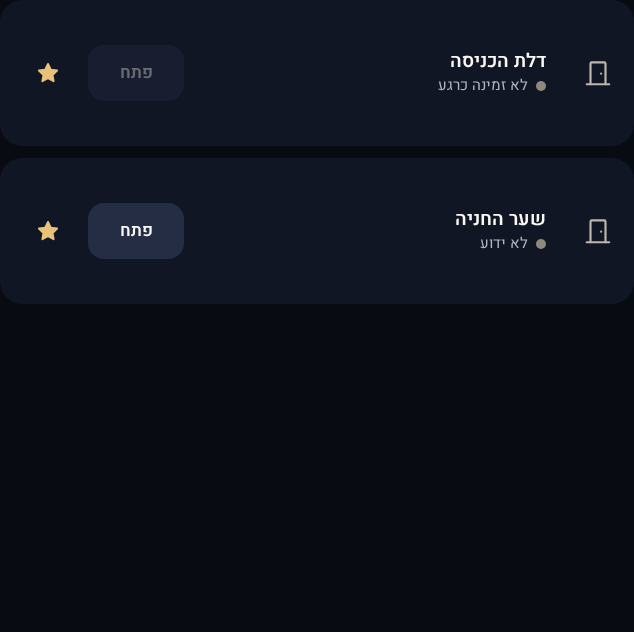 דלת הכניסה
לא זמינה כרגע
פתח
שער החניה
לא ידוע
פתח